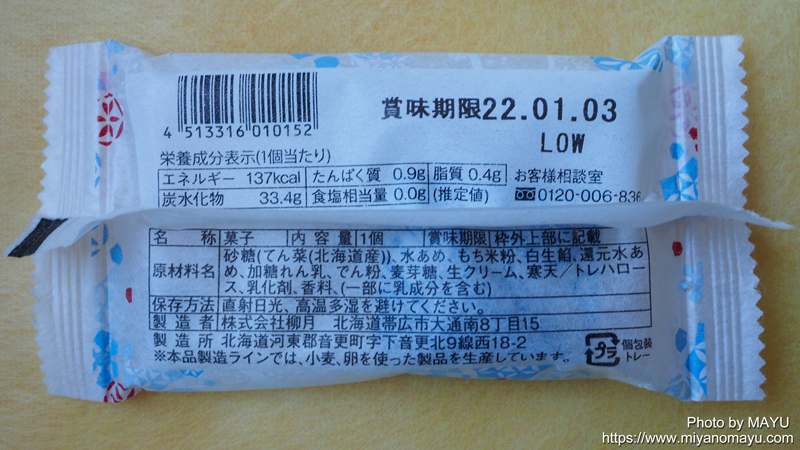 賞味期限22.01.03
LOW
4 513316 010152
栄養成分表示(1個当たり)
エネルギー 137kcal たんぱく質 0.9g 脂質 0.4g
炭水化物 33.4g 食塩相当量 0.0g (推定値)
お客様相談室
0120-006-836
名 称 菓子 内容量 1個 賞味期限 枠外上部に記載
原材料名 砂糖(てん菜(北海道産))、水あめ、もち米粉、白生餡、還元水あ
め、加糖れん乳、でん粉、麦芽糖、生クリーム、寒天／トレハロー
ス、乳化剤、香料、(一部に乳成分を含む)
保存方法 直射日光、高温多湿を避けてください。
製造者 株式会社柳月 北海道帯広市大通南8丁目15
製造所 北海道河東郡音更町字下音更北9線西18-2
※本品製造ラインでは、小麦、卵を使った製品を生産しています。
プラ
個包装
トレー
Photo by MAYU
https://www.miyanomayu.com/